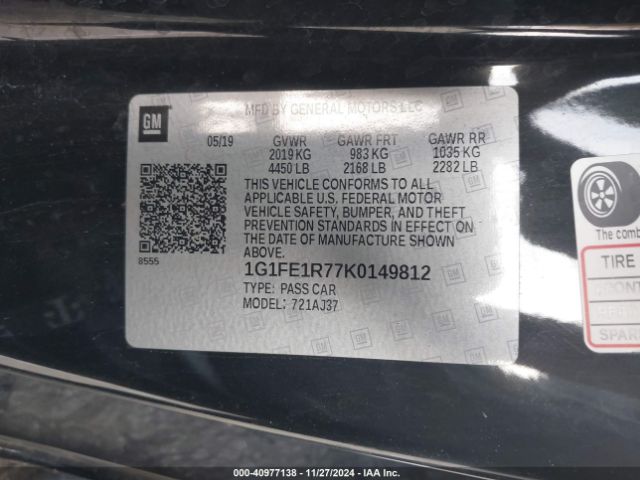 GM
MFD BY GENERAL MOTORS LLC
05/19 GVWR GAWR FRT GAWR RR
2019 KG 983 KG 1035 KG
4450 LB 2168 LB 2282 LB
THIS VEHICLE CONFORMS TO ALL
APPLICABLE U.S. FEDERAL MOTOR
VEHICLE SAFETY, BUMPER, AND THEFT
PREVENTION STANDARDS IN EFFECT ON
THE DATE OF MANUFACTURE SHOWN
ABOVE.
8555
1G1FE1R77K0149812
TYPE: PASS CAR
MODEL: 721AJ37
The comb
TIRE
SPAR
000-40977138 - 11/27/2024 - IAA Inc.